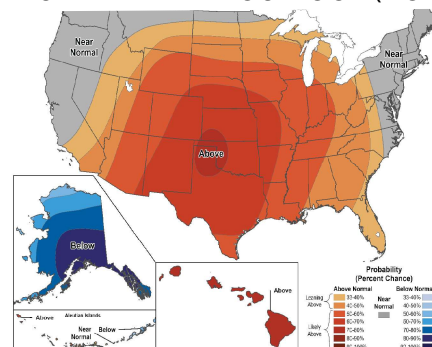 Near
Normal
Near
Normal
Above
Below
Above
Aleutian Islands
Near
Normal
Below
Above
Probability
(Percent Chance)
Above Normal
Below Normal
Leaning
Above
Likely
Above
33-40%
40-50%
50-60%
60-70%
70-80%
80-90%
Near
Normal
33-40%
40-50%
50-60%
60-70%
70-80%
80-90%